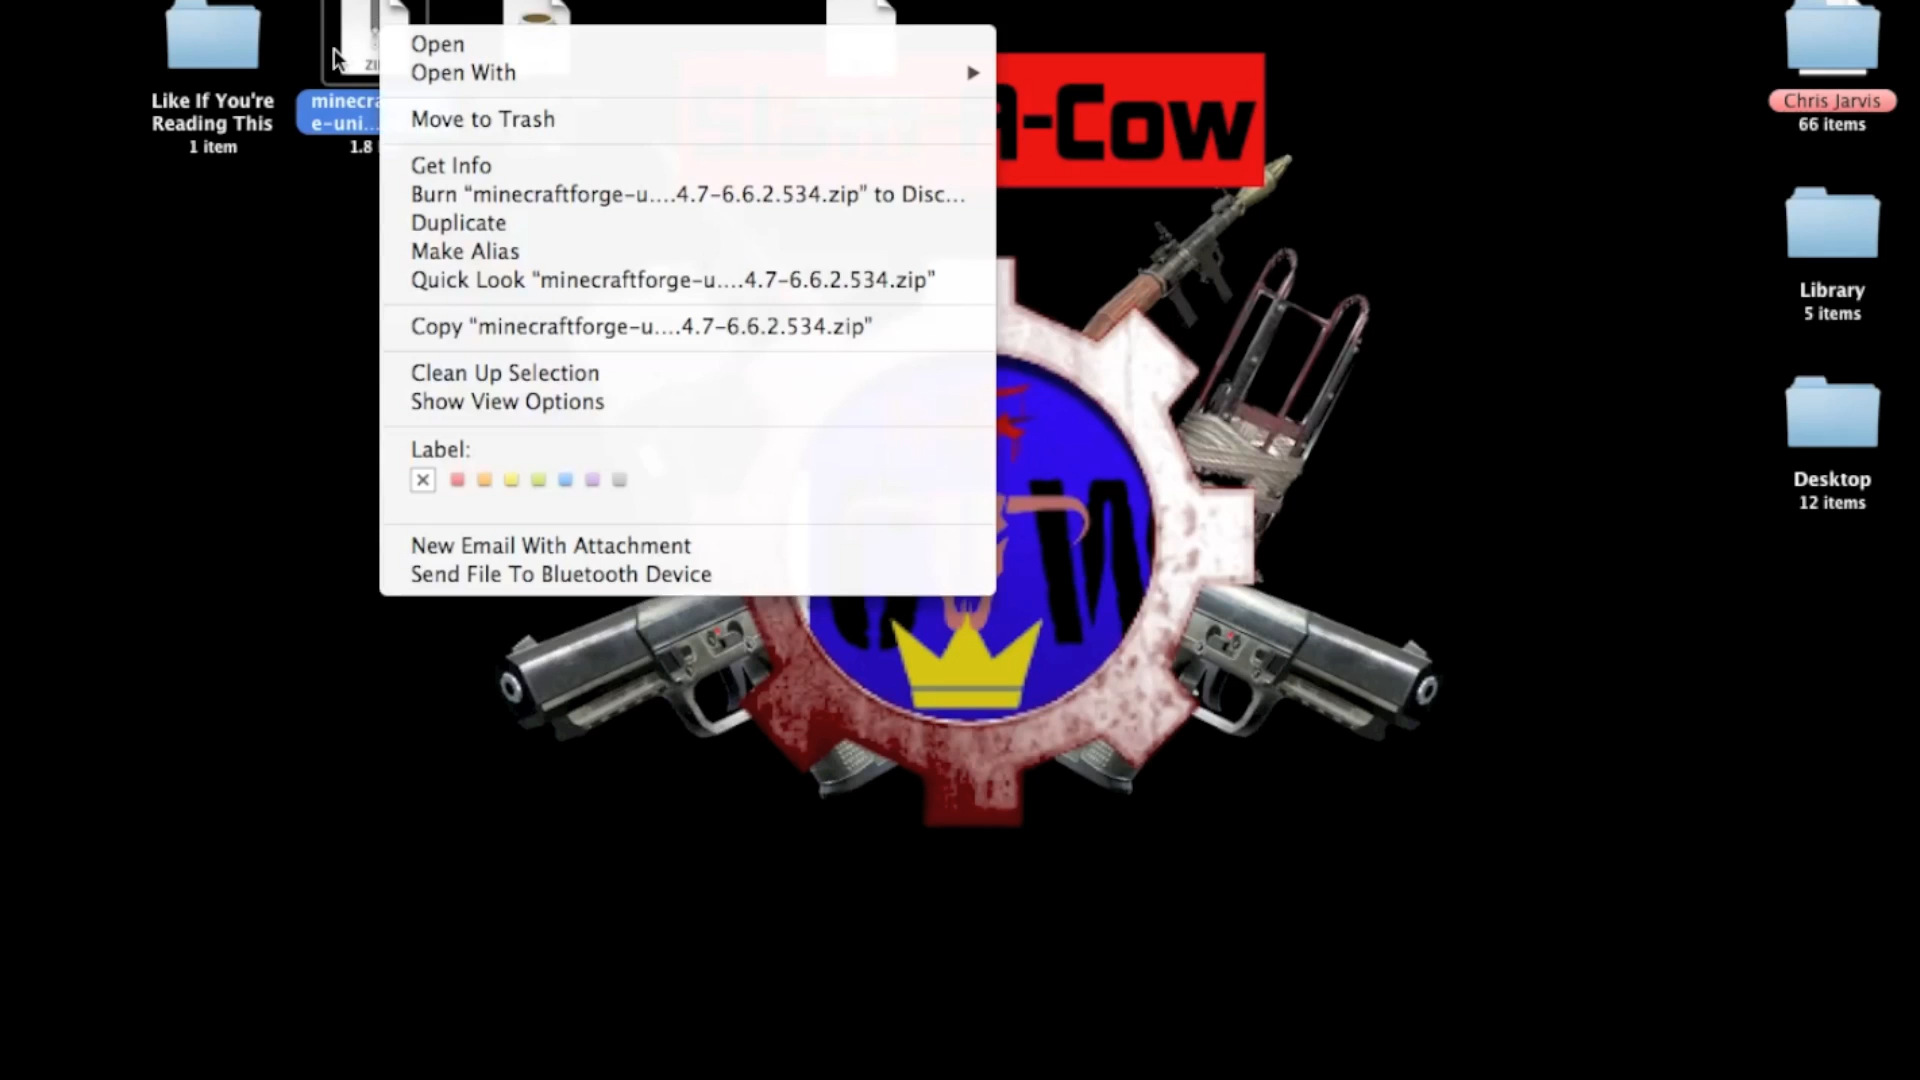 Like If You're
Reading This
1 item
ZI
minecra
e-uni...
1.8
Open
Open With
Move to Trash
Get Info
Burn “minecraftforge-u....4.7-6.6.2.534.zip” to Disc...
Duplicate
Make Alias
Quick Look “minecraftforge-u....4.7-6.6.2.534.zip”
Copy “minecraftforge-u....4.7-6.6.2.534.zip”
Clean Up Selection
Show View Options
Label:
New Email With Attachment
Send File To Bluetooth Device
-Cow
Chris Jarvis
66 items
Library
5 items
Desktop
12 items